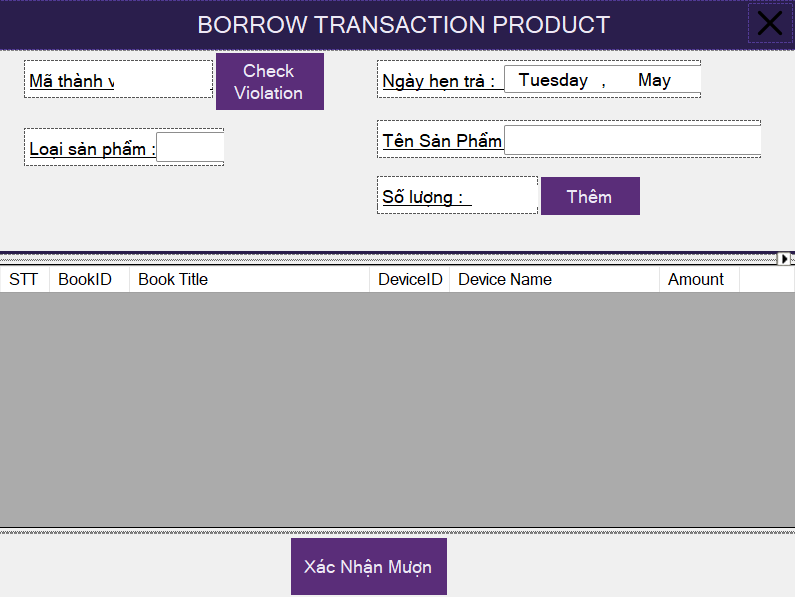 BORROW TRANSACTION PRODUCT
Mã thành
Check
Violation
Ngày hẹn trả : Tuesday , May
Loại sản phẩm :
Tên Sản Phẩm
Số lượng :
Thêm
STT BookID Book Title DeviceID Device Name Amount
Xác Nhận Mượn